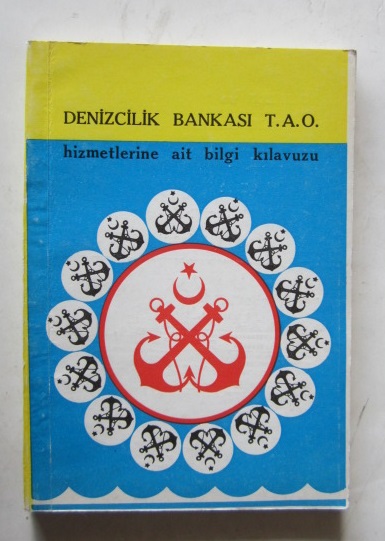 DENİZCİLİK BANKASI T.A.O.
hizmetlerine ait bilgi kılavuzu